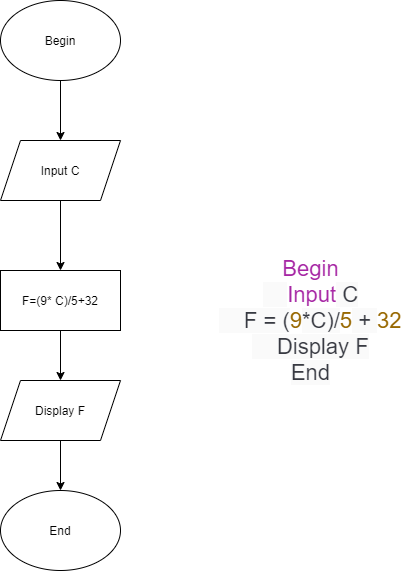 Begin
Input C
F=(9* C)/5+32
Display F
End
Begin
Input C
F = (9*C)/5 + 32
Display F
End